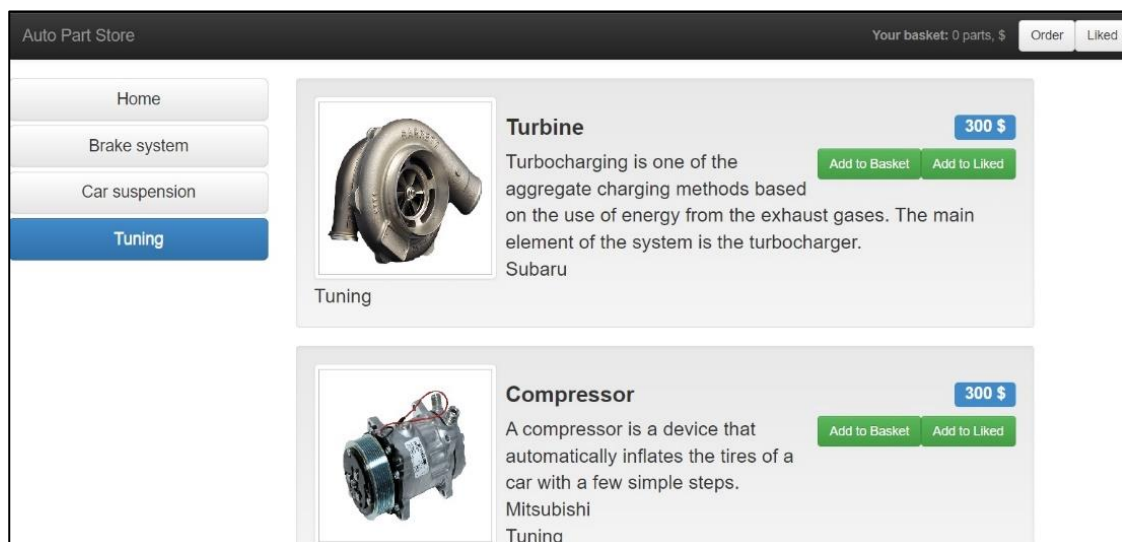 Auto Part Store
Your basket: 0 parts, $
Order
Liked
Home
Brake system
Car suspension
Tuning
Turbine
300 $
Turbocharging is one of the
Add to Basket
Add to Liked
aggregate charging methods based
on the use of energy from the exhaust gases. The main
element of the system is the turbocharger.
Subaru
Tuning
Compressor
300 $
A compressor is a device that
Add to Basket
Add to Liked
automatically inflates the tires of a
car with a few simple steps.
Mitsubishi
Tuning